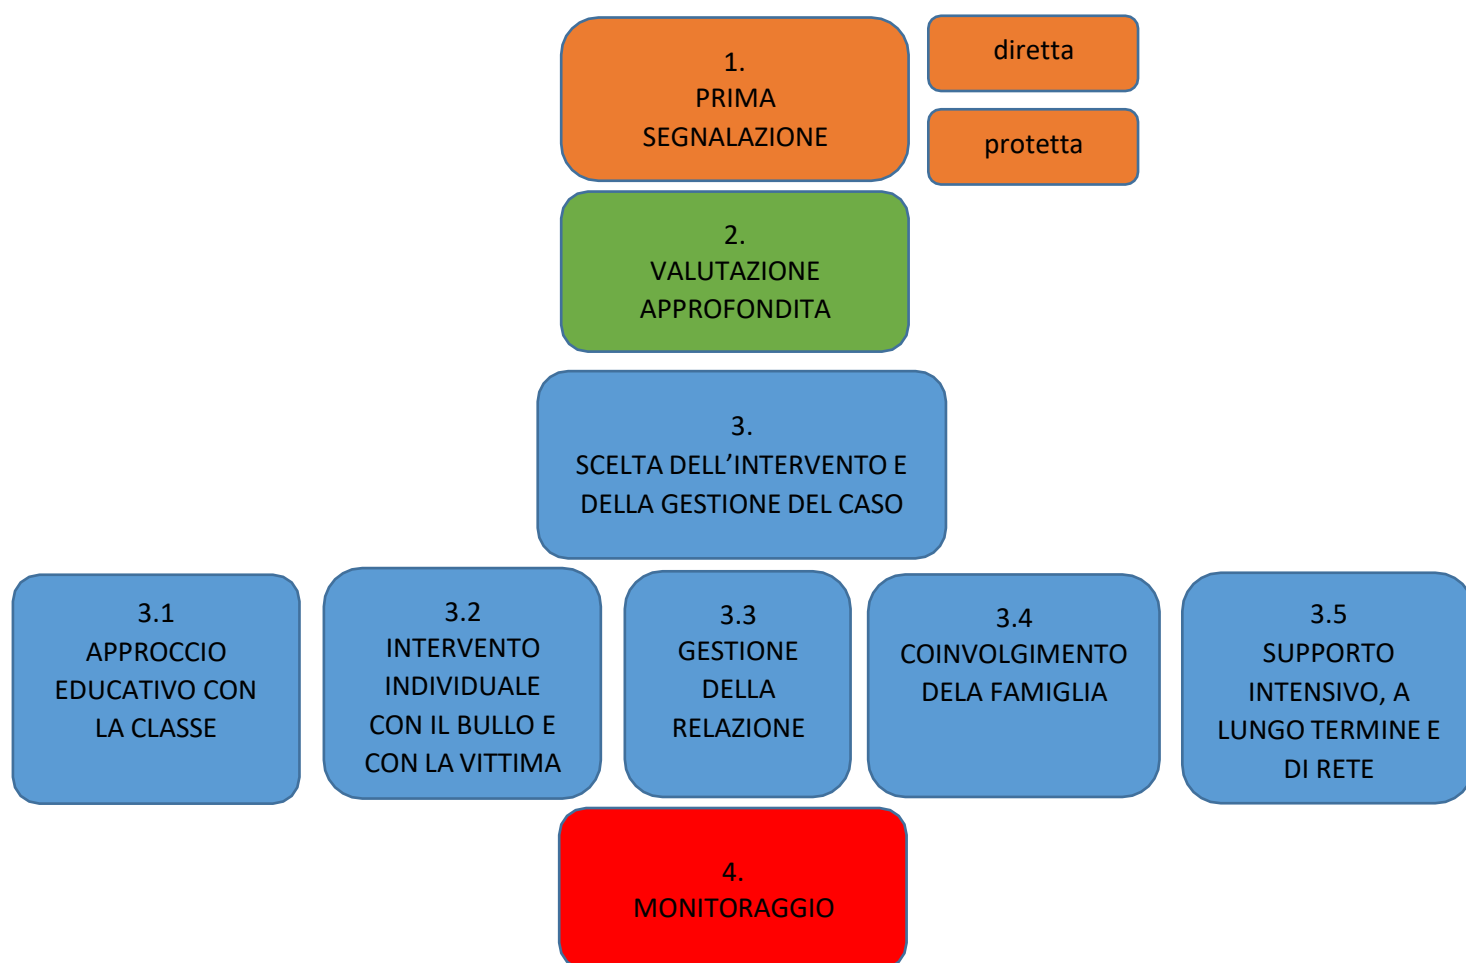 1.
PRIMA
SEGNALAZIONE
diretta
protetta
2.
VALUTAZIONE
APPROFONDITA
3.
SCELTA DELL’INTERVENTO E
DELLA GESTIONE DEL CASO
3.1
APPROCCIO
EDUCATIVO CON
LA CLASSE
3.2
INTERVENTO
INDIVIDUALE
CON IL BULLO E
CON LA VITTIMA
3.3
GESTIONE
DELLA
RELAZIONE
3.4
COINVOLGIMENTO
DELA FAMIGLIA
3.5
SUPPORTO
INTENSIVO, A
LUNGO TERMINE E
DI RETE
4.
MONITORAGGIO